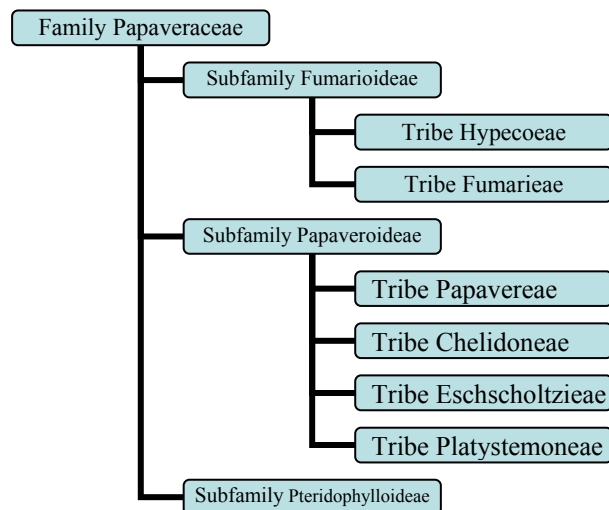 Family Papaveraceae
Subfamily Fumarioideae
Tribe Hypecoeae
Tribe Fumarieae
Subfamily Papaveroideae
Tribe Papavereae
Tribe Chelidoneae
Tribe Eschscholtzieae
Tribe Platystemoneae
Subfamily Pteridophylloideae